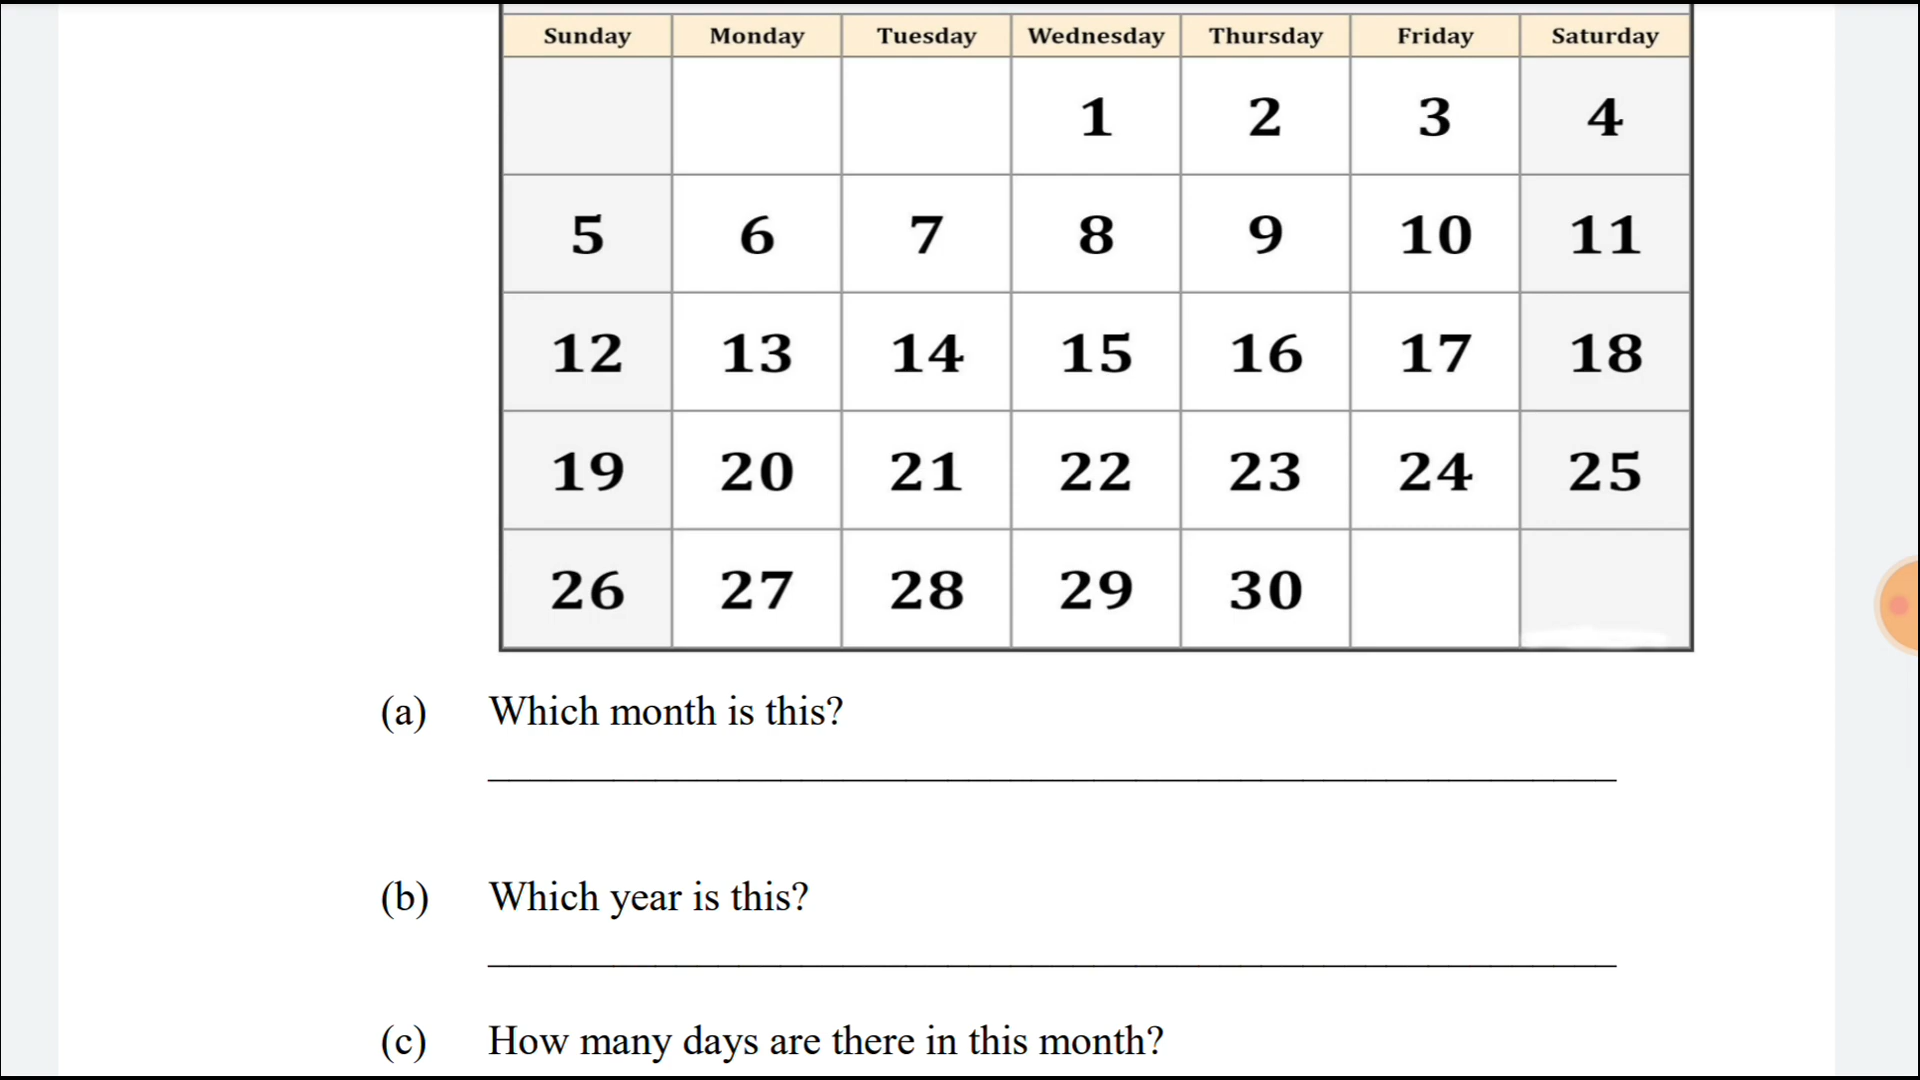 Sunday Monday Tuesday Wednesday Thursday Friday Saturday
1 2 3 4
5 6 7 8 9 10 11
12 13 14 15 16 17 18
19 20 21 22 23 24 25
26 27 28 29 30
(a) Which month is this?
(b) Which year is this?
(c) How many days are there in this month?